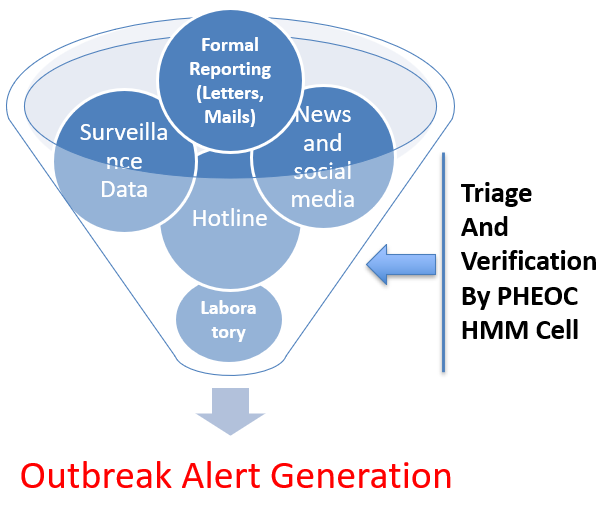 Formal
Reporting
(Letters,
Mails)
Surveilla
nce
Data
News
and
social
media
Hotline
Labora
tory
Triage
And
Verification
By PHEOC
HMM Cell
Outbreak Alert Generation